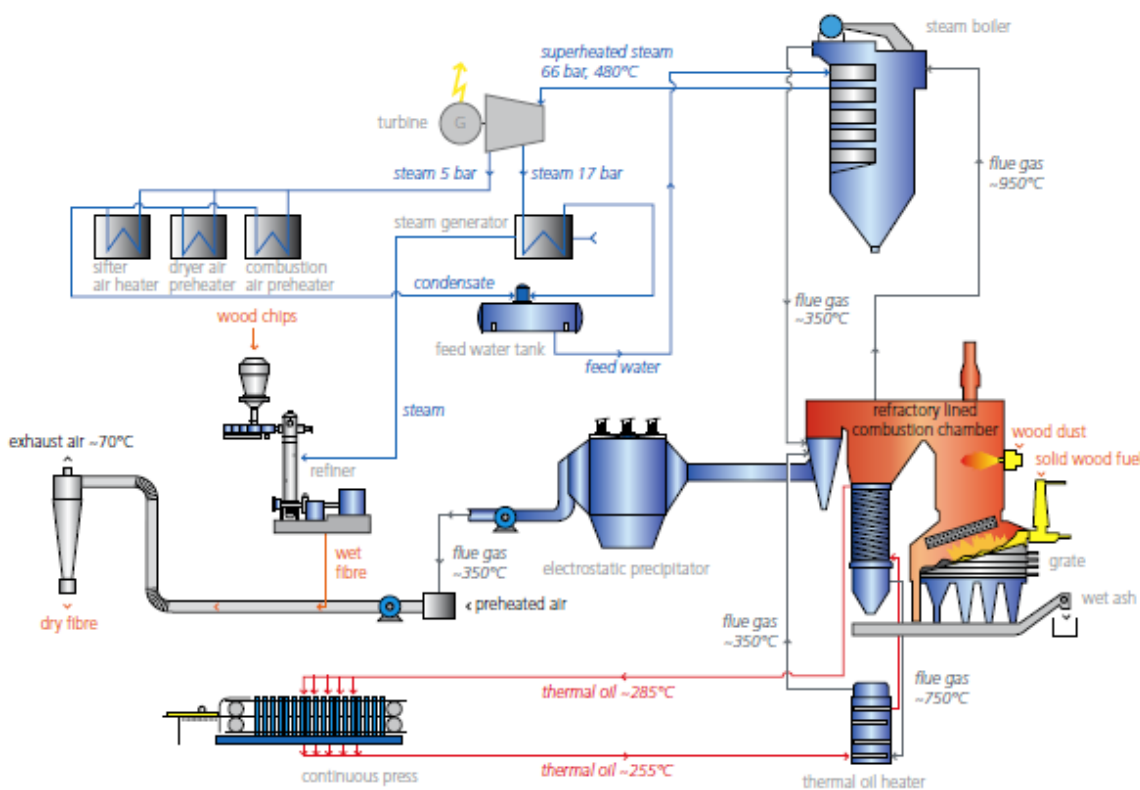 steam boiler
superheated steam
66 bar, 480°C
turbine
G
flue gas
~950°C
steam 5 bar
steam 17 bar
steam generator
sifter
air heater
dryer air
preheater
combustion
air preheater
condensate
feed water tank
feed water
flue gas
~350°C
wood chips
steam
refractory lined
combustion chamber
wood dust
solid wood fuel
exhaust air ~70°C
refiner
wet
fibre
flue gas
~350°C
electrostatic precipitator
grate
preheated air
wet ash
dry fibre
flue gas
~350°C
flue gas
~750°C
thermal oil ~285°C
thermal oil ~255°C
continuous press
thermal oil heater